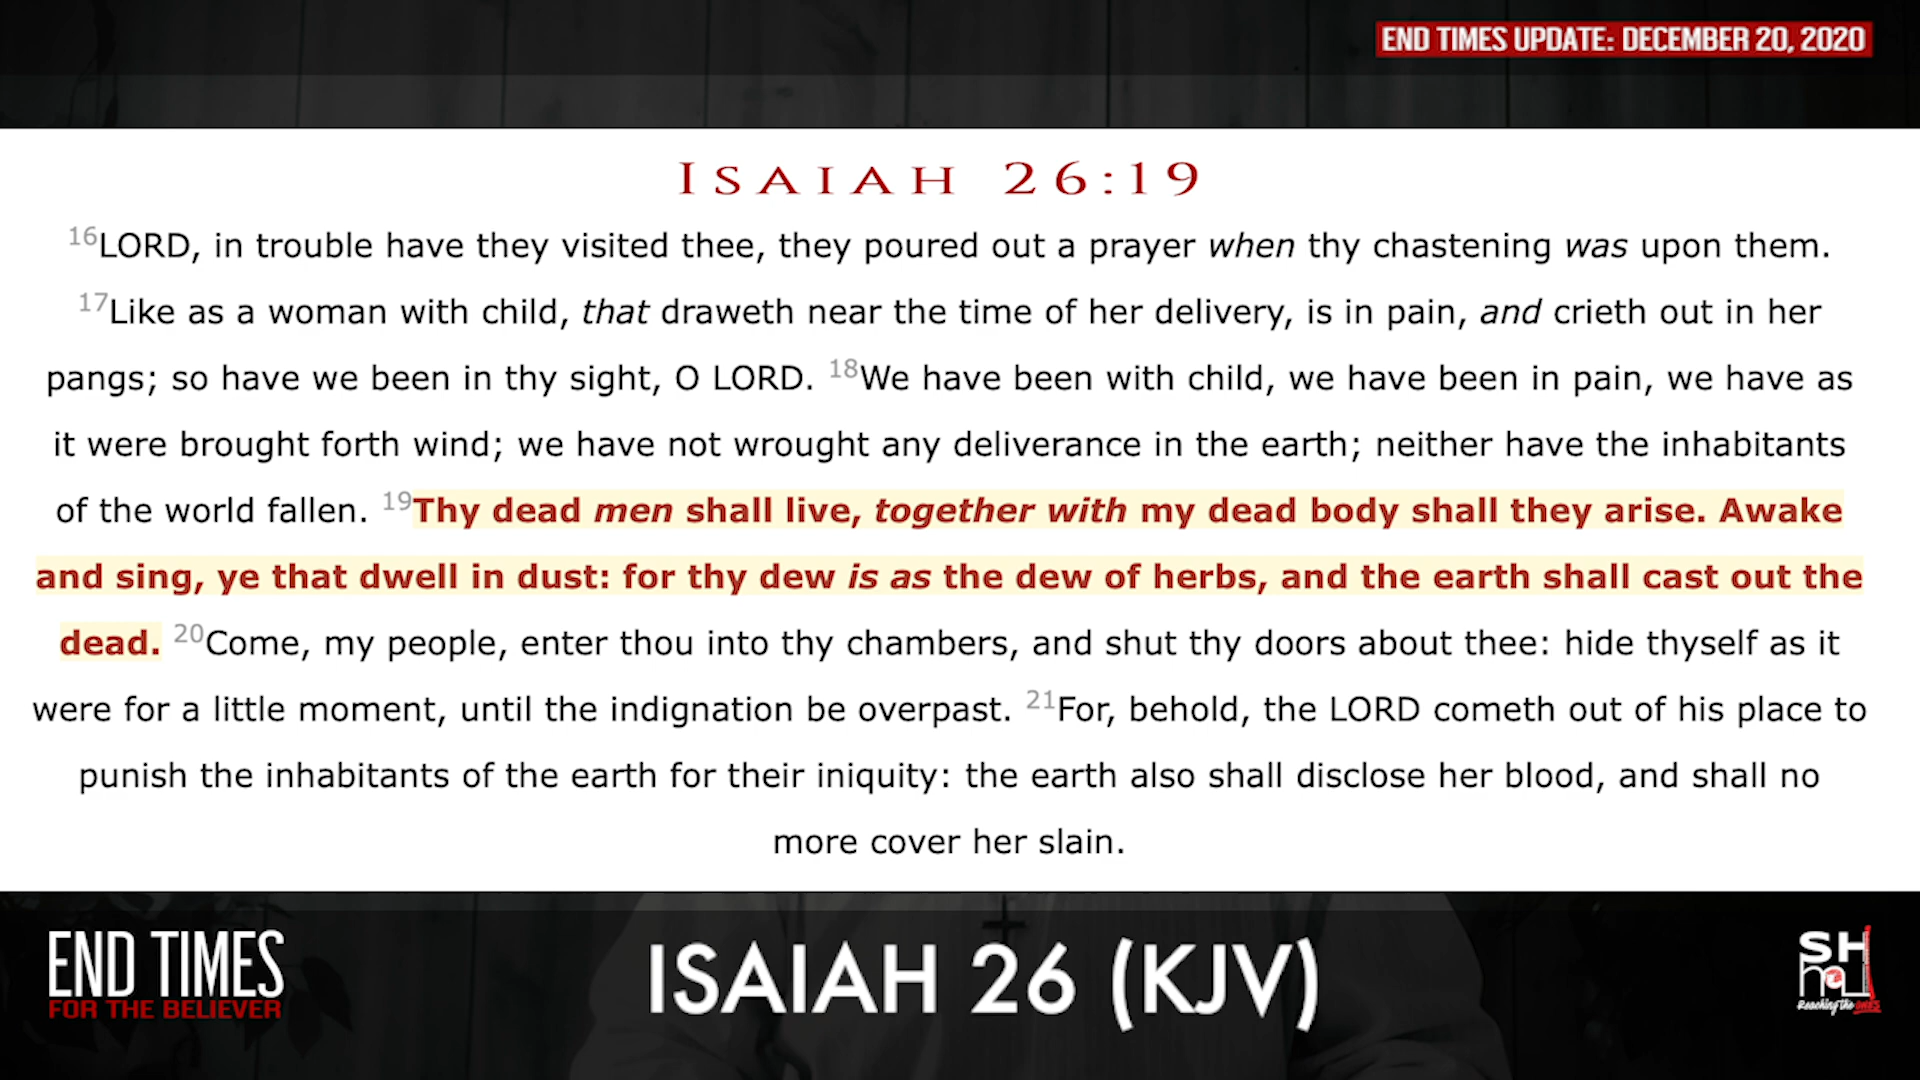 END TIMES UPDATE: DECEMBER 20, 2020
ISAIAH 26:19
16LORD, in trouble have they visited thee, they poured out a prayer when thy chastening was upon them.
17Like as a woman with child, that draweth near the time of her delivery, is in pain, and crieth out in her
pangs; so have we been in thy sight, O LORD. 18We have been with child, we have been in pain, we have as
it were brought forth wind; we have not wrought any deliverance in the earth; neither have the inhabitants
of the world fallen. 19Thy dead men shall live, together with my dead body shall they arise. Awake
and sing, ye that dwell in dust: for thy dew is as the dew of herbs, and the earth shall cast out the
dead. 20Come, my people, enter thou into thy chambers, and shut thy doors about thee: hide thyself as it
were for a little moment, until the indignation be overpast. 21For, behold, the LORD cometh out of his place to
punish the inhabitants of the earth for their iniquity: the earth also shall disclose her blood, and shall no
more cover her slain.
END TIMES
FOR THE BELIEVER
ISAIAH 26 (KJV)
SH
Reaching the